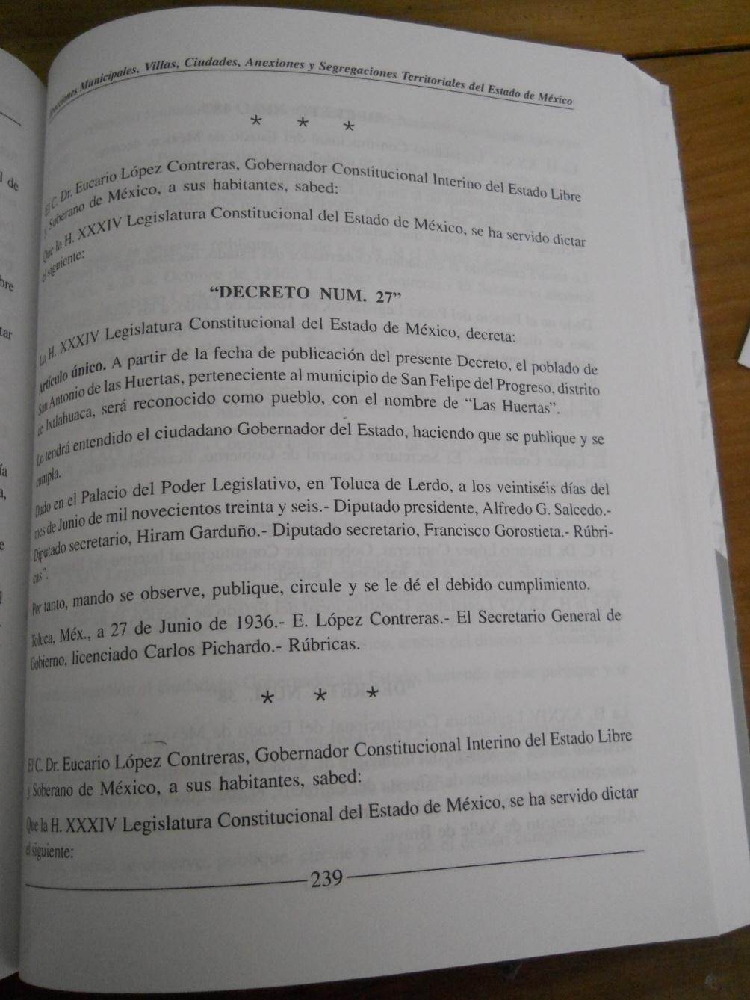 Erecciones Municipales, Villas, Ciudades, Anexiones y Segregaciones Territoriales del Estado de México
* * *
El C. Dr. Eucario López Contreras, Gobernador Constitucional Interino del Estado Libre
y Soberano de México, a sus habitantes, sabed:
Que la H. XXXIV Legislatura Constitucional del Estado de México, se ha servido dictar
el siguiente:
“DECRETO NUM. 27”
La H. XXXIV Legislatura Constitucional del Estado de México, decreta:
Artículo único. A partir de la fecha de publicación del presente Decreto, el poblado de
San Antonio de las Huertas, perteneciente al municipio de San Felipe del Progreso, distrito
de Ixtlahuaca, será reconocido como pueblo, con el nombre de “Las Huertas”.
Lo tendrá entendido el ciudadano Gobernador del Estado, haciendo que se publique y se
cumpla.
Dado en el Palacio del Poder Legislativo, en Toluca de Lerdo, a los veintiséis días del
mes de Junio de mil novecientos treinta y seis.- Diputado presidente, Alfredo G. Salcedo.-
Diputado secretario, Hiram Garduño.- Diputado secretario, Francisco Gorostieta.- Rúbri-
cas”.
Por tanto, mando se observe, publique, circule y se le dé el debido cumplimiento.
Toluca, Méx., a 27 de Junio de 1936.- E. López Contreras.- El Secretario General de
Gobierno, licenciado Carlos Pichardo.- Rúbricas.
* * *
El C. Dr. Eucario López Contreras, Gobernador Constitucional Interino del Estado Libre
y Soberano de México, a sus habitantes, sabed:
Que la H. XXXIV Legislatura Constitucional del Estado de México, se ha servido dictar
el siguiente:
239